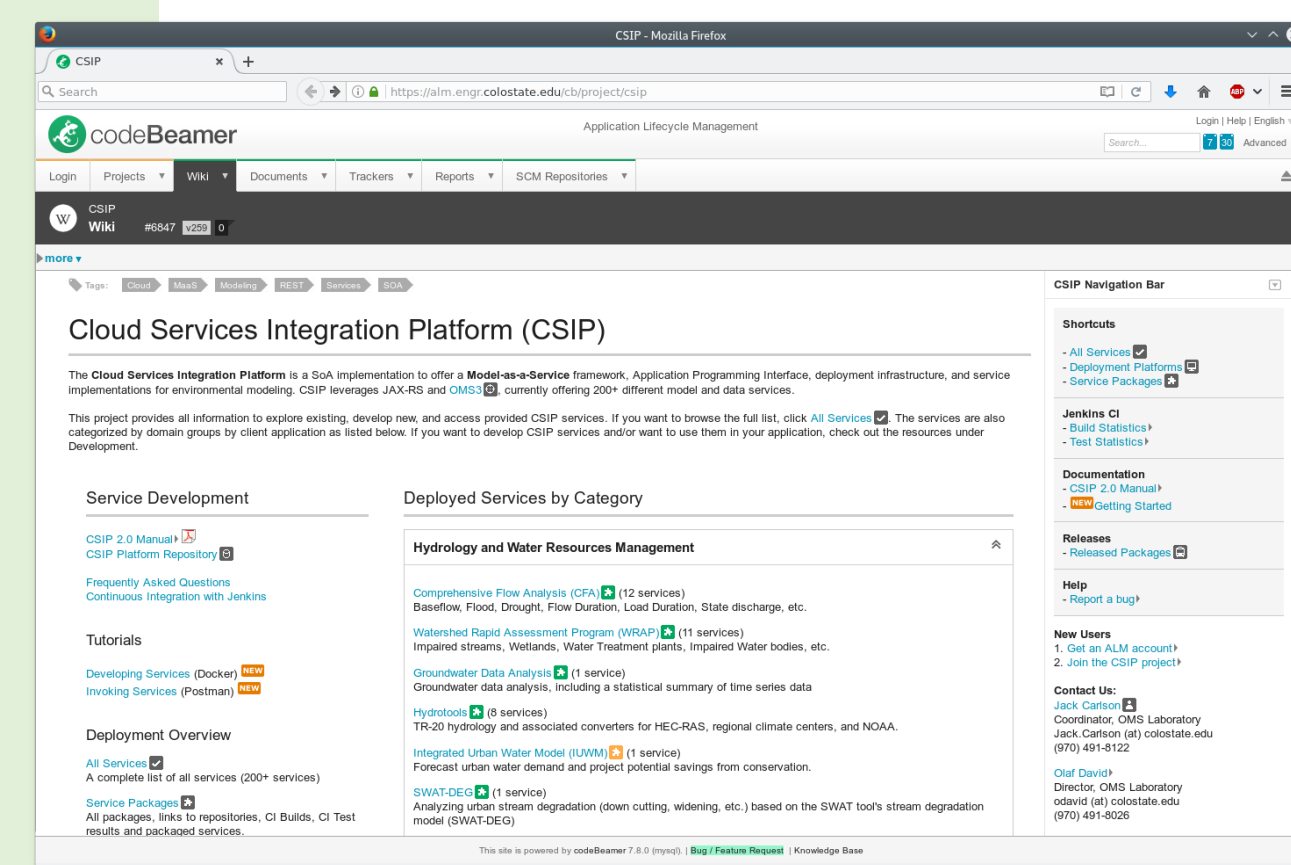 CSIP - Mozilla Firefox
CSIP
Search
https://alm.engr.colostate.edu/cb/project/csip
ABP
codeBeamer
Application Lifecycle Management
Login | Help | English
Search...
7 30 Advanced
Login Projects Wiki Documents Trackers Reports SCM Repositories
W
CSIP
Wiki #6847 v259 0
more
Tags: Cloud MaaS Modeling REST Services SOA
Cloud Services Integration Platform (CSIP)
The Cloud Services Integration Platform is a SoA implementation to offer a Model-as-a-Service framework, Application Programming Interface, deployment infrastructure, and service
implementations for environmental modeling. CSIP leverages JAX-RS and OMS3, currently offering 200+ different model and data services.
This project provides all information to explore existing, develop new, and access provided CSIP services. If you want to browse the full list, click All Services. The services are also
categorized by domain groups by client application as listed below. If you want to develop CSIP services and/or want to use them in your application, check out the resources under
Development.
Service Development
CSIP 2.0 Manual
CSIP Platform Repository
Frequently Asked Questions
Continuous Integration with Jenkins
Tutorials
Developing Services (Docker) NEW
Invoking Services (Postman) NEW
Deployment Overview
All Services
A complete list of all services (200+ services)
Service Packages
All packages, links to repositories, CI Builds, CI Test
results and packaged services.
Deployed Services by Category
Hydrology and Water Resources Management
Comprehensive Flow Analysis (CFA) (12 services)
Baseflow, Flood, Drought, Flow Duration, Load Duration, State discharge, etc.
Watershed Rapid Assessment Program (WRAP) (11 services)
Impaired streams, Wetlands, Water Treatment plants, Impaired Water bodies, etc.
Groundwater Data Analysis (1 service)
Groundwater data analysis, including a statistical summary of time series data
Hydrotools (8 services)
TR-20 hydrology and associated converters for HEC-RAS, regional climate centers, and NOAA.
Integrated Urban Water Model (IUWM) (1 service)
Forecast urban water demand and project potential savings from conservation.
SWAT-DEG (1 service)
Analyzing urban stream degradation (down cutting, widening, etc.) based on the SWAT tool's stream degradation
model (SWAT-DEG)
CSIP Navigation Bar
Shortcuts
- All Services
- Deployment Platforms
- Service Packages
Jenkins CI
- Build Statistics
- Test Statistics
Documentation
- CSIP 2.0 Manual
- NEW Getting Started
Releases
- Released Packages
Help
- Report a bug
New Users
1. Get an ALM account
2. Join the CSIP project
Contact Us:
Jack Carlson
Coordinator, OMS Laboratory
Jack.Carlson (at) colostate.edu
(970) 491-8122
Olaf David
Director, OMS Laboratory
odavid (at) colostate.edu
(970) 491-8026
This site is powered by codeBeamer 7.8.0 (mysql). | Bug / Feature Request | Knowledge Base